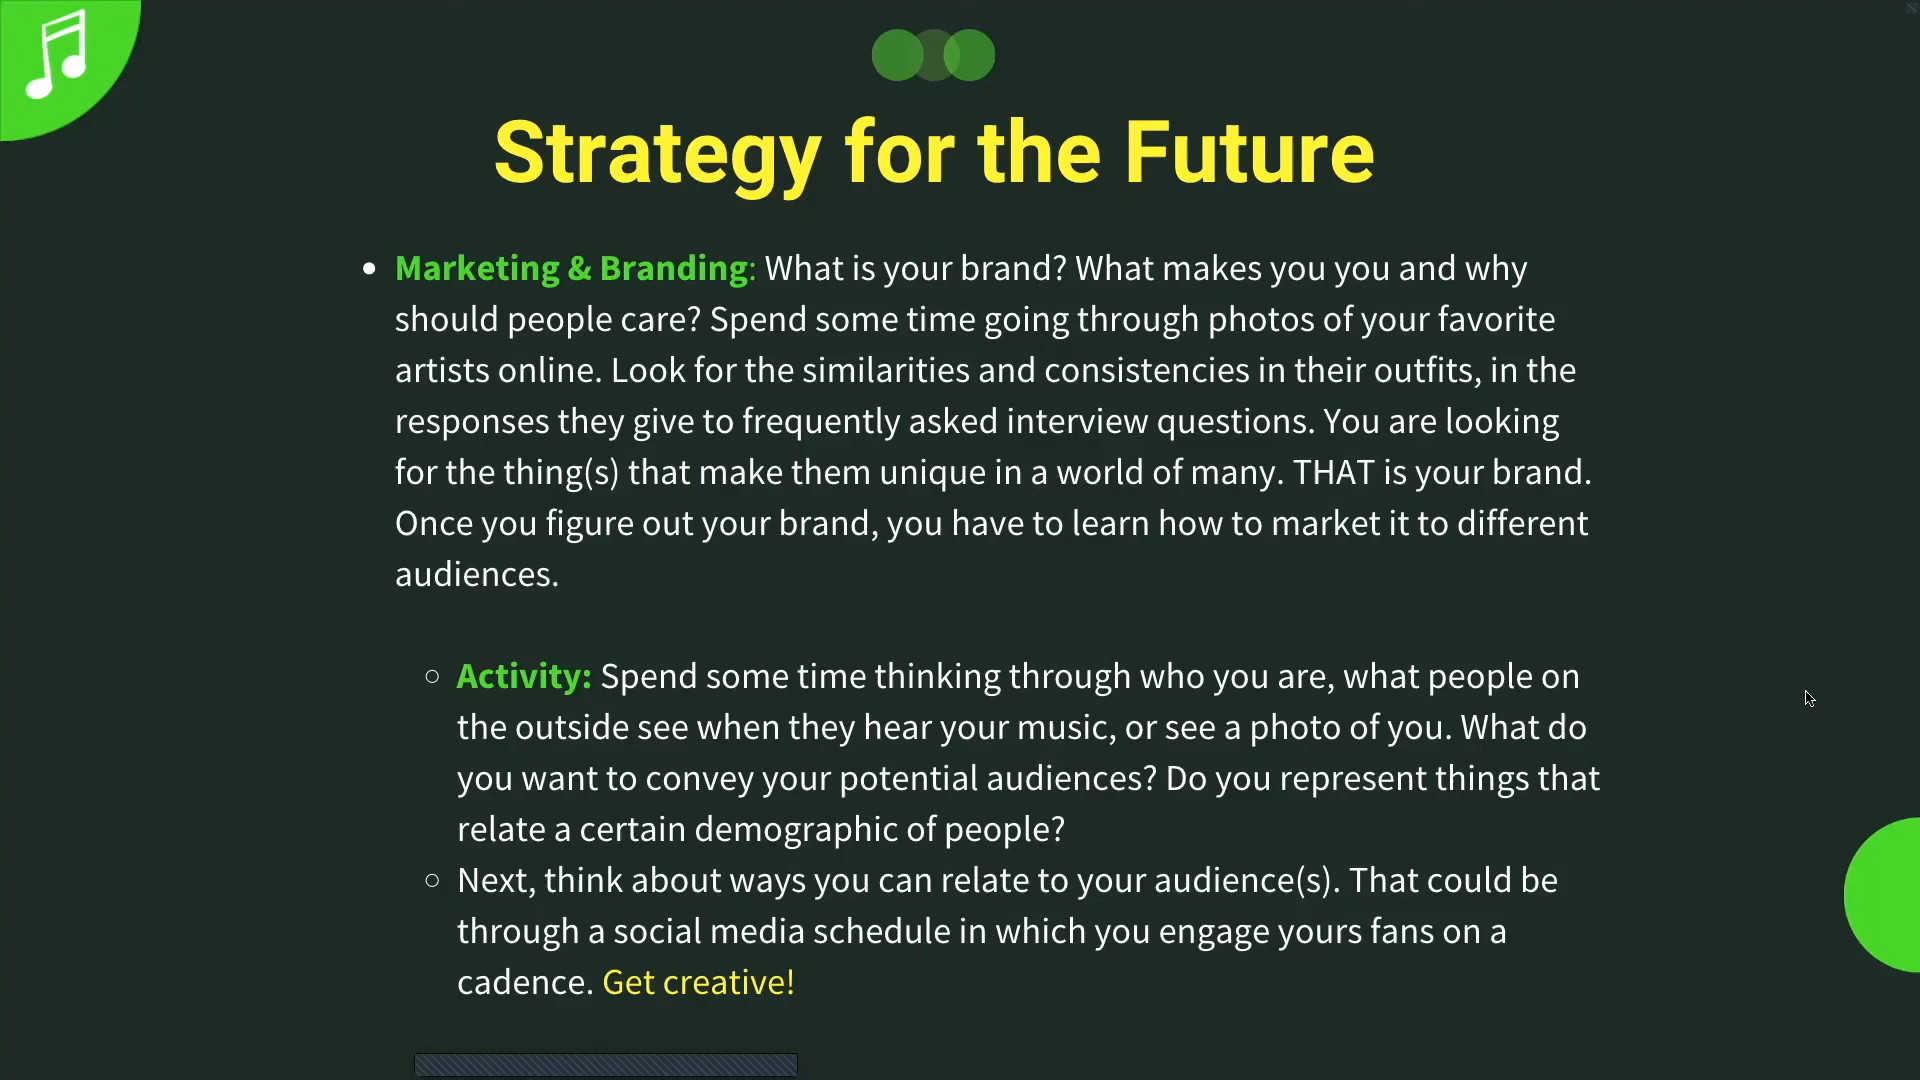 Strategy for the Future
Marketing & Branding: What is your brand? What makes you you and why
should people care? Spend some time going through photos of your favorite
artists online. Look for the similarities and consistencies in their outfits, in the
responses they give to frequently asked interview questions. You are looking
for the thing(s) that make them unique in a world of many. THAT is your brand.
Once you figure out your brand, you have to learn how to market it to different
audiences.
Activity: Spend some time thinking through who you are, what people on
the outside see when they hear your music, or see a photo of you. What do
you want to convey your potential audiences? Do you represent things that
relate a certain demographic of people?
Next, think about ways you can relate to your audience(s). That could be
through a social media schedule in which you engage yours fans on a
cadence. Get creative!